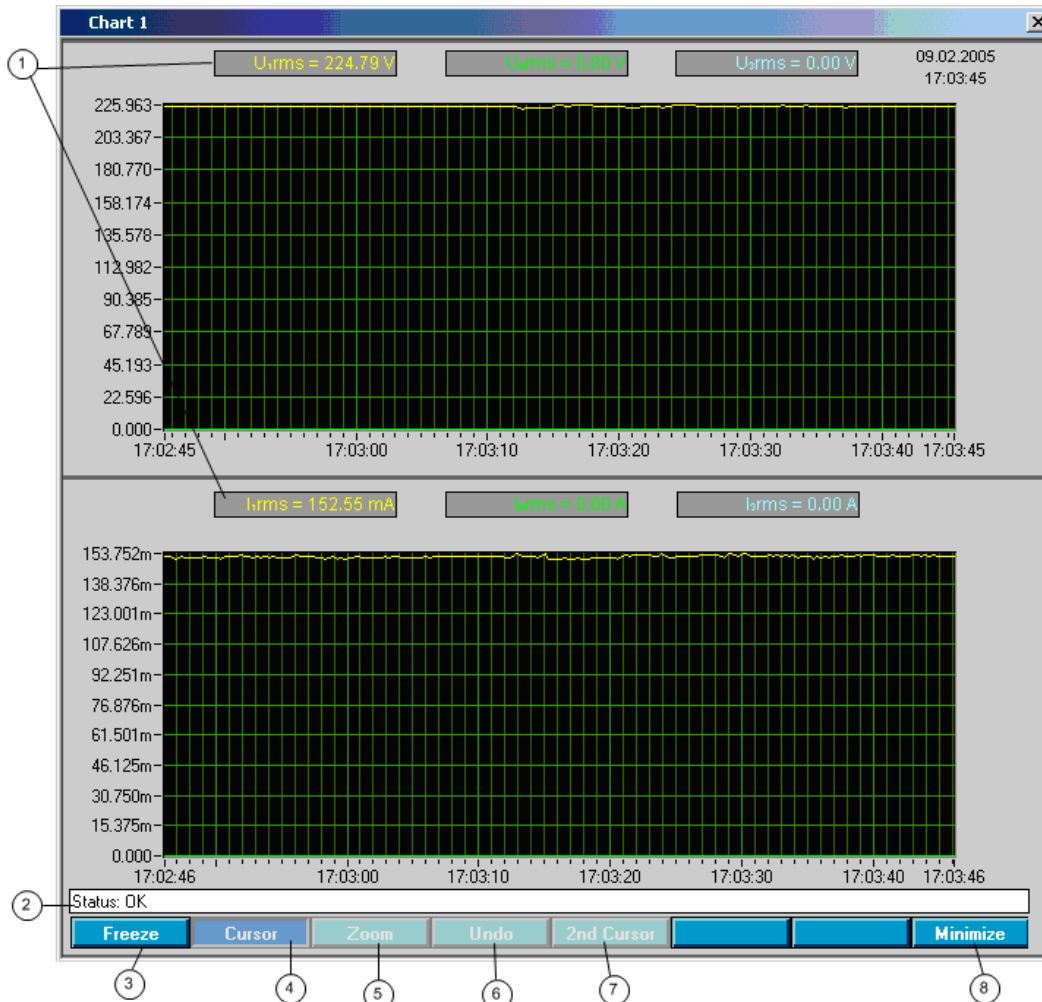 Chart 1
1
U₁rms = 224.79 V
U₂rms = 0.00 V
U₃rms = 0.00 V
09.02.2005
17:03:45
225.963
203.367
180.770
158.174
135.578
112.982
90.385
67.789
45.193
22.596
0.000
17:02:45 17:03:00 17:03:10 17:03:20 17:03:30 17:03:40 17:03:45
I₁rms = 152.55 mA
I₂rms = 0.00 A
I₃rms = 0.00 A
153.752m
138.376m
123.001m
107.626m
92.251m
76.876m
61.501m
46.125m
30.750m
15.375m
0.000
17:02:46 17:03:00 17:03:10 17:03:20 17:03:30 17:03:40 17:03:46
2
Status: OK
Freeze Cursor Zoom Undo 2nd Cursor Minimize
3 4 5 6 7 8